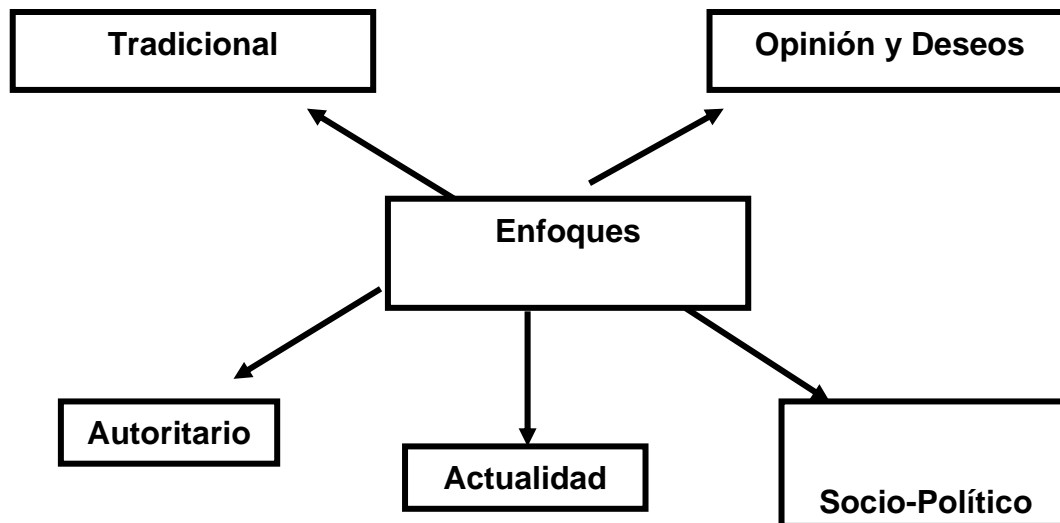 Tradicional
Opinión y Deseos
Enfoques
Autoritario
Actualidad
Socio-Político